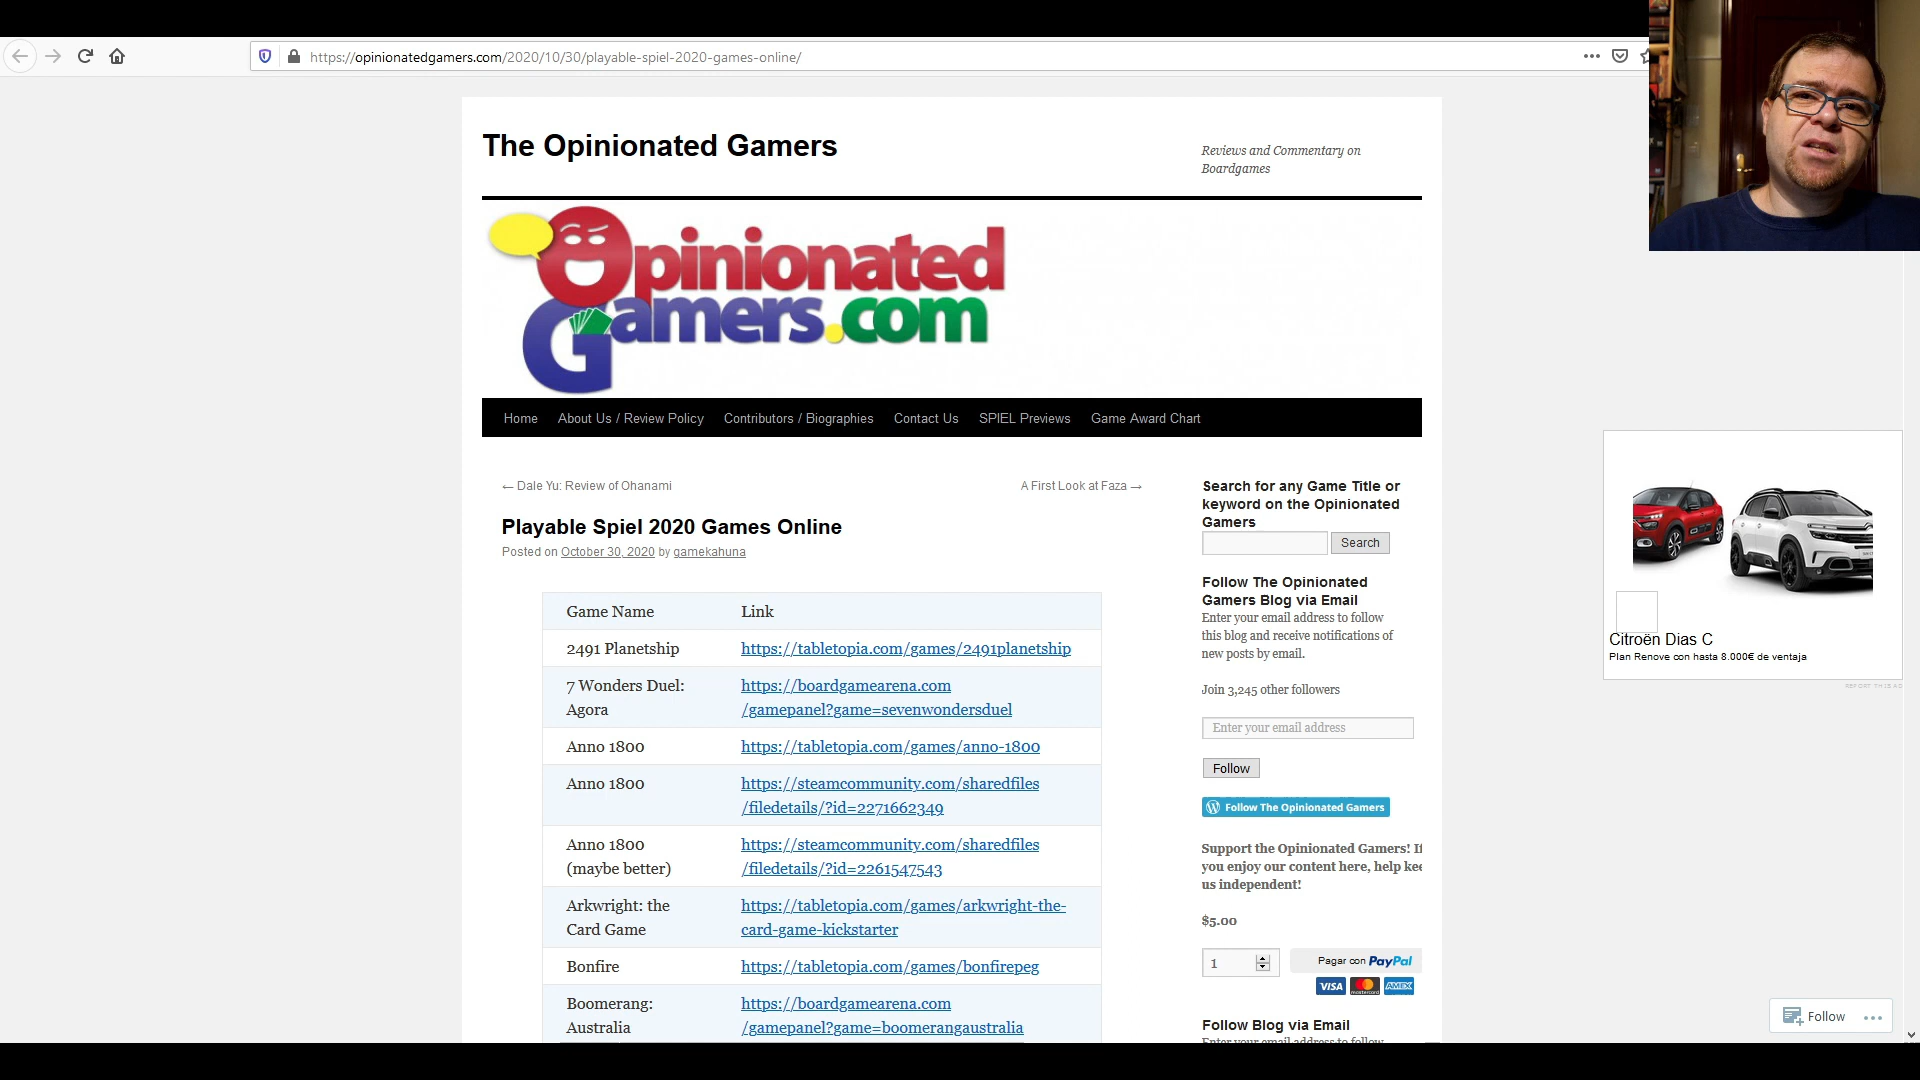 https://opinionatedgamers.com/2020/10/30/playable-spiel-2020-games-online/
The Opinionated Gamers
Reviews and Commentary on
Boardgames
Opinionated
Gamers.com
Home About Us / Review Policy Contributors / Biographies Contact Us SPIEL Previews Game Award Chart
← Dale Yu: Review of Ohanami
A First Look at Faza →
Playable Spiel 2020 Games Online
Posted on October 30, 2020 by gamekahuna
Game Name Link
2491 Planetship https://tabletopia.com/games/2491planetship
7 Wonders Duel: https://boardgamearena.com
Agora /gamepanel?game=sevenwondersduel
Anno 1800 https://tabletopia.com/games/anno-1800
Anno 1800 https://steamcommunity.com/sharedfiles
/filedetails/?id=2271662349
Anno 1800 https://steamcommunity.com/sharedfiles
(maybe better) /filedetails/?id=2261547543
Arkwright: the https://tabletopia.com/games/arkwright-the-
Card Game card-game-kickstarter
Bonfire https://tabletopia.com/games/bonfirepeg
Boomerang: https://boardgamearena.com
Australia /gamepanel?game=boomerangaustralia
Search for any Game Title or
keyword on the Opinionated
Gamers
Search
Follow The Opinionated
Gamers Blog via Email
Enter your email address to follow
this blog and receive notifications of
new posts by email.
Join 3,245 other followers
Enter your email address
Follow
Follow The Opinionated Gamers
Support the Opinionated Gamers! If
you enjoy our content here, help kee
us independent!
$5.00
1
Pagar con PayPal
VISA mastercard AMEX
Follow Blog via Email
Enter your email address to follow
Citroën Dias C
Plan Renove con hasta 8.000€ de ventaja
REPORT THIS AD
Follow